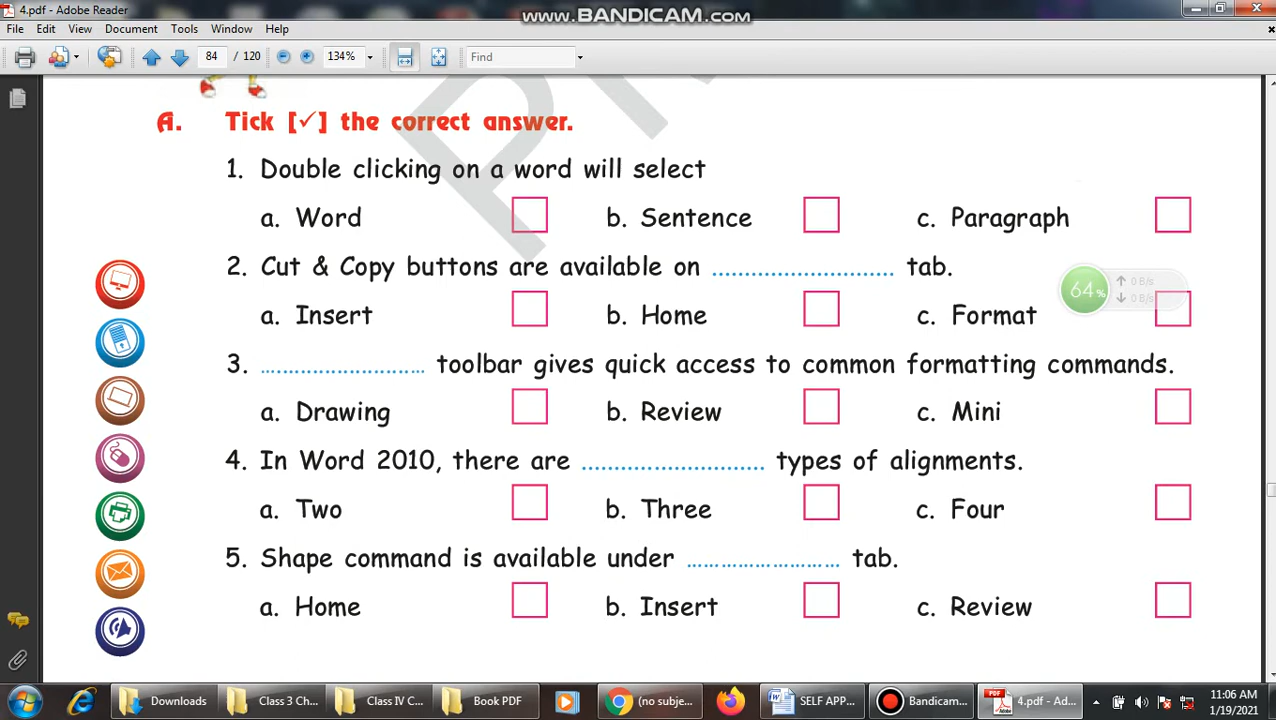 4.pdf - Adobe Reader
www.BANDICAM.com
File Edit View Document Tools Window Help
84 / 120 134% Find
A. Tick [✓] the correct answer.
1. Double clicking on a word will select
a. Word b. Sentence c. Paragraph
2. Cut & Copy buttons are available on ........................... tab.
64% 0 B/s
0 B/s
a. Insert b. Home c. Format
3. ........................... toolbar gives quick access to common formatting commands.
a. Drawing b. Review c. Mini
4. In Word 2010, there are ........................... types of alignments.
a. Two b. Three c. Four
5. Shape command is available under ........................... tab.
a. Home b. Insert c. Review
Downloads Class 3 Ch... Class IV C... Book PDF (no subje... SELF APP... Bandicam... 4.pdf - Ad... 11:06 AM
1/19/2021